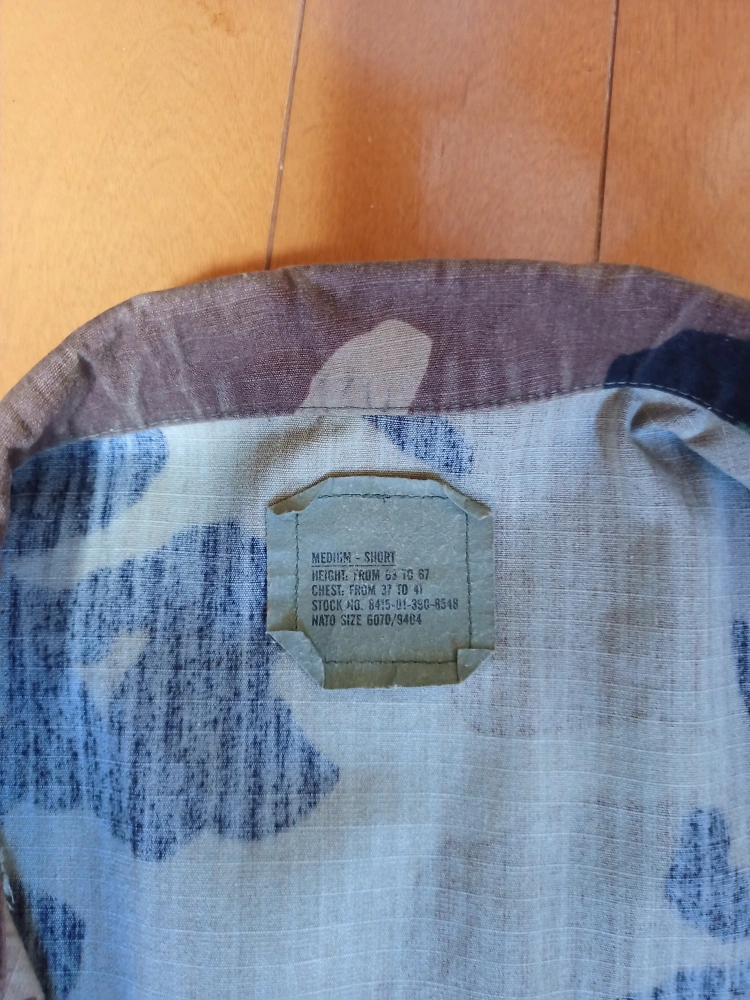 MEDIUM - SHORT
HEIGHT: FROM 63 TO 67
CHEST: FROM 37 TO 41
STOCK NO. 8415-01-390-8548
NATO SIZE 6070/9404